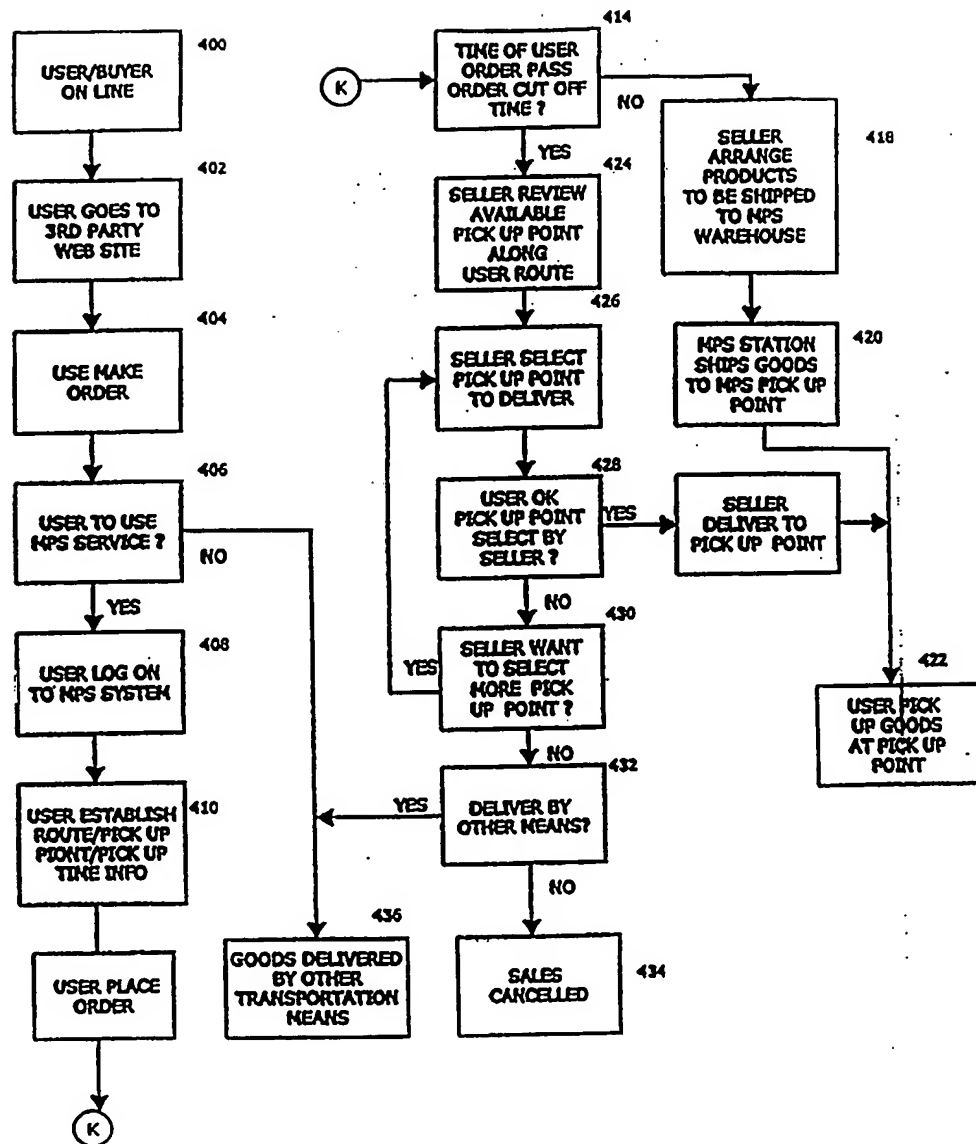 400
USER/BUYER
ON LINE
402
USER GOES TO
3RD PARTY
WEB SITE
404
USE MAKE
ORDER
406
USER TO USE
MPS SERVICE ?
NO
YES
408
USER LOG ON
TO MPS SYSTEM
410
USER ESTABLISH
ROUTE/PICK UP
PIONT/PICK UP
TIME INFO
USER PLACE
ORDER
K
K
414
TIME OF USER
ORDER PASS
ORDER CUT OFF
TIME ?
NO
YES
424
SELLER REVIEW
AVAILABLE
PICK UP POINT
ALONG
USER ROUTE
426
SELLER SELECT
PICK UP POINT
TO DELIVER
428
USER OK
PICK UP POINT
SELECT BY
SELLER ?
YES
NO
430
SELLER WANT
TO SELECT
MORE PICK
UP POINT ?
YES
NO
432
DELIVER BY
OTHER MEANS?
YES
NO
434
SALES
CANCELLED
436
GOODS DELIVERED
BY OTHER
TRANSPORTATION
MEANS
418
SELLER
ARRANGE
PRODUCTS
TO BE SHIPPED
TO MPS
WAREHOUSE
420
MPS STATION
SHIPS GOODS
TO MPS PICK UP
POINT
SELLER
DELIVER TO
PICK UP POINT
422
USER PICK
UP GOODS
AT PICK UP
POINT